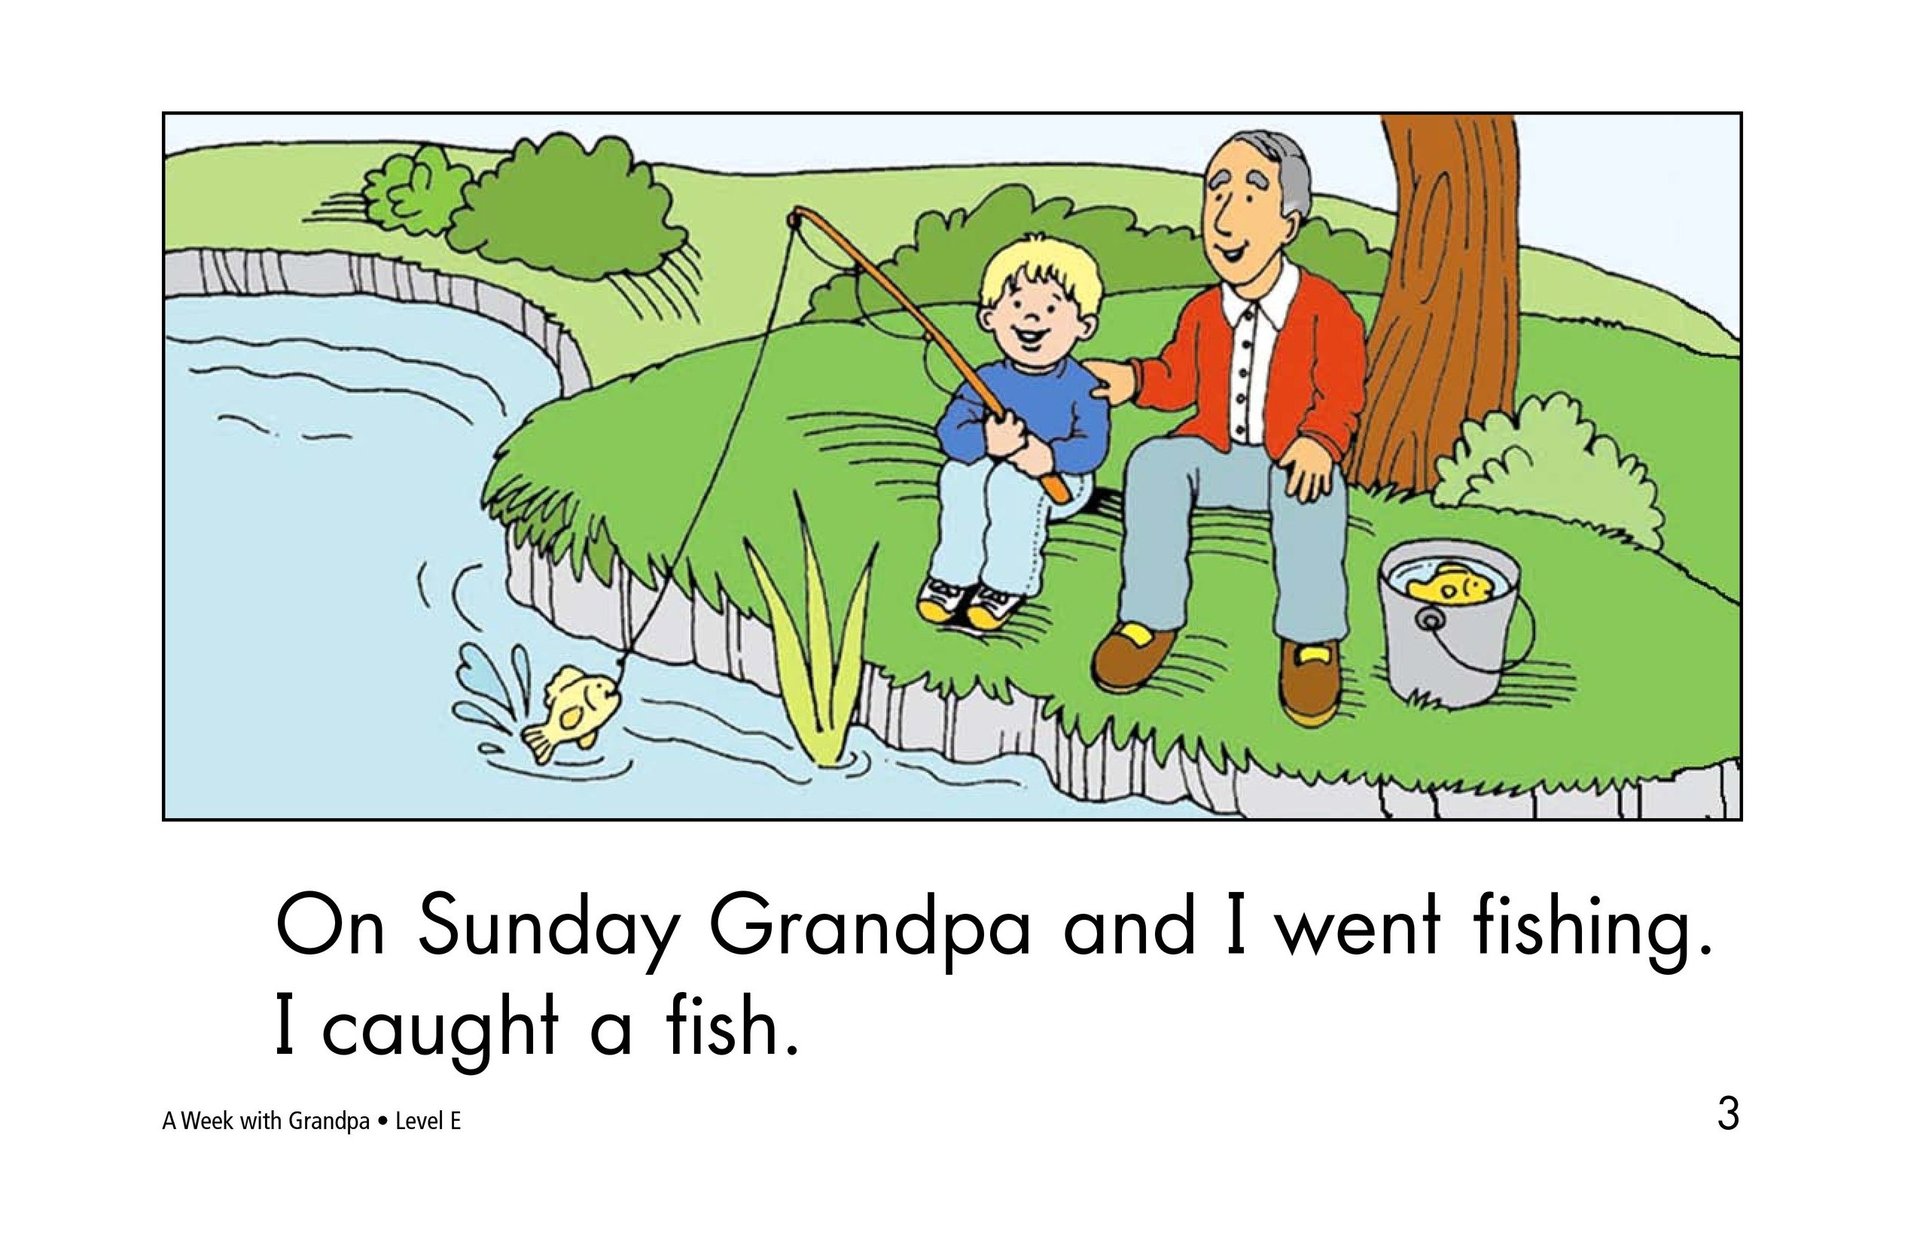 On Sunday Grandpa and I went fishing.
I caught a fish.
A Week with Grandpa • Level E
3